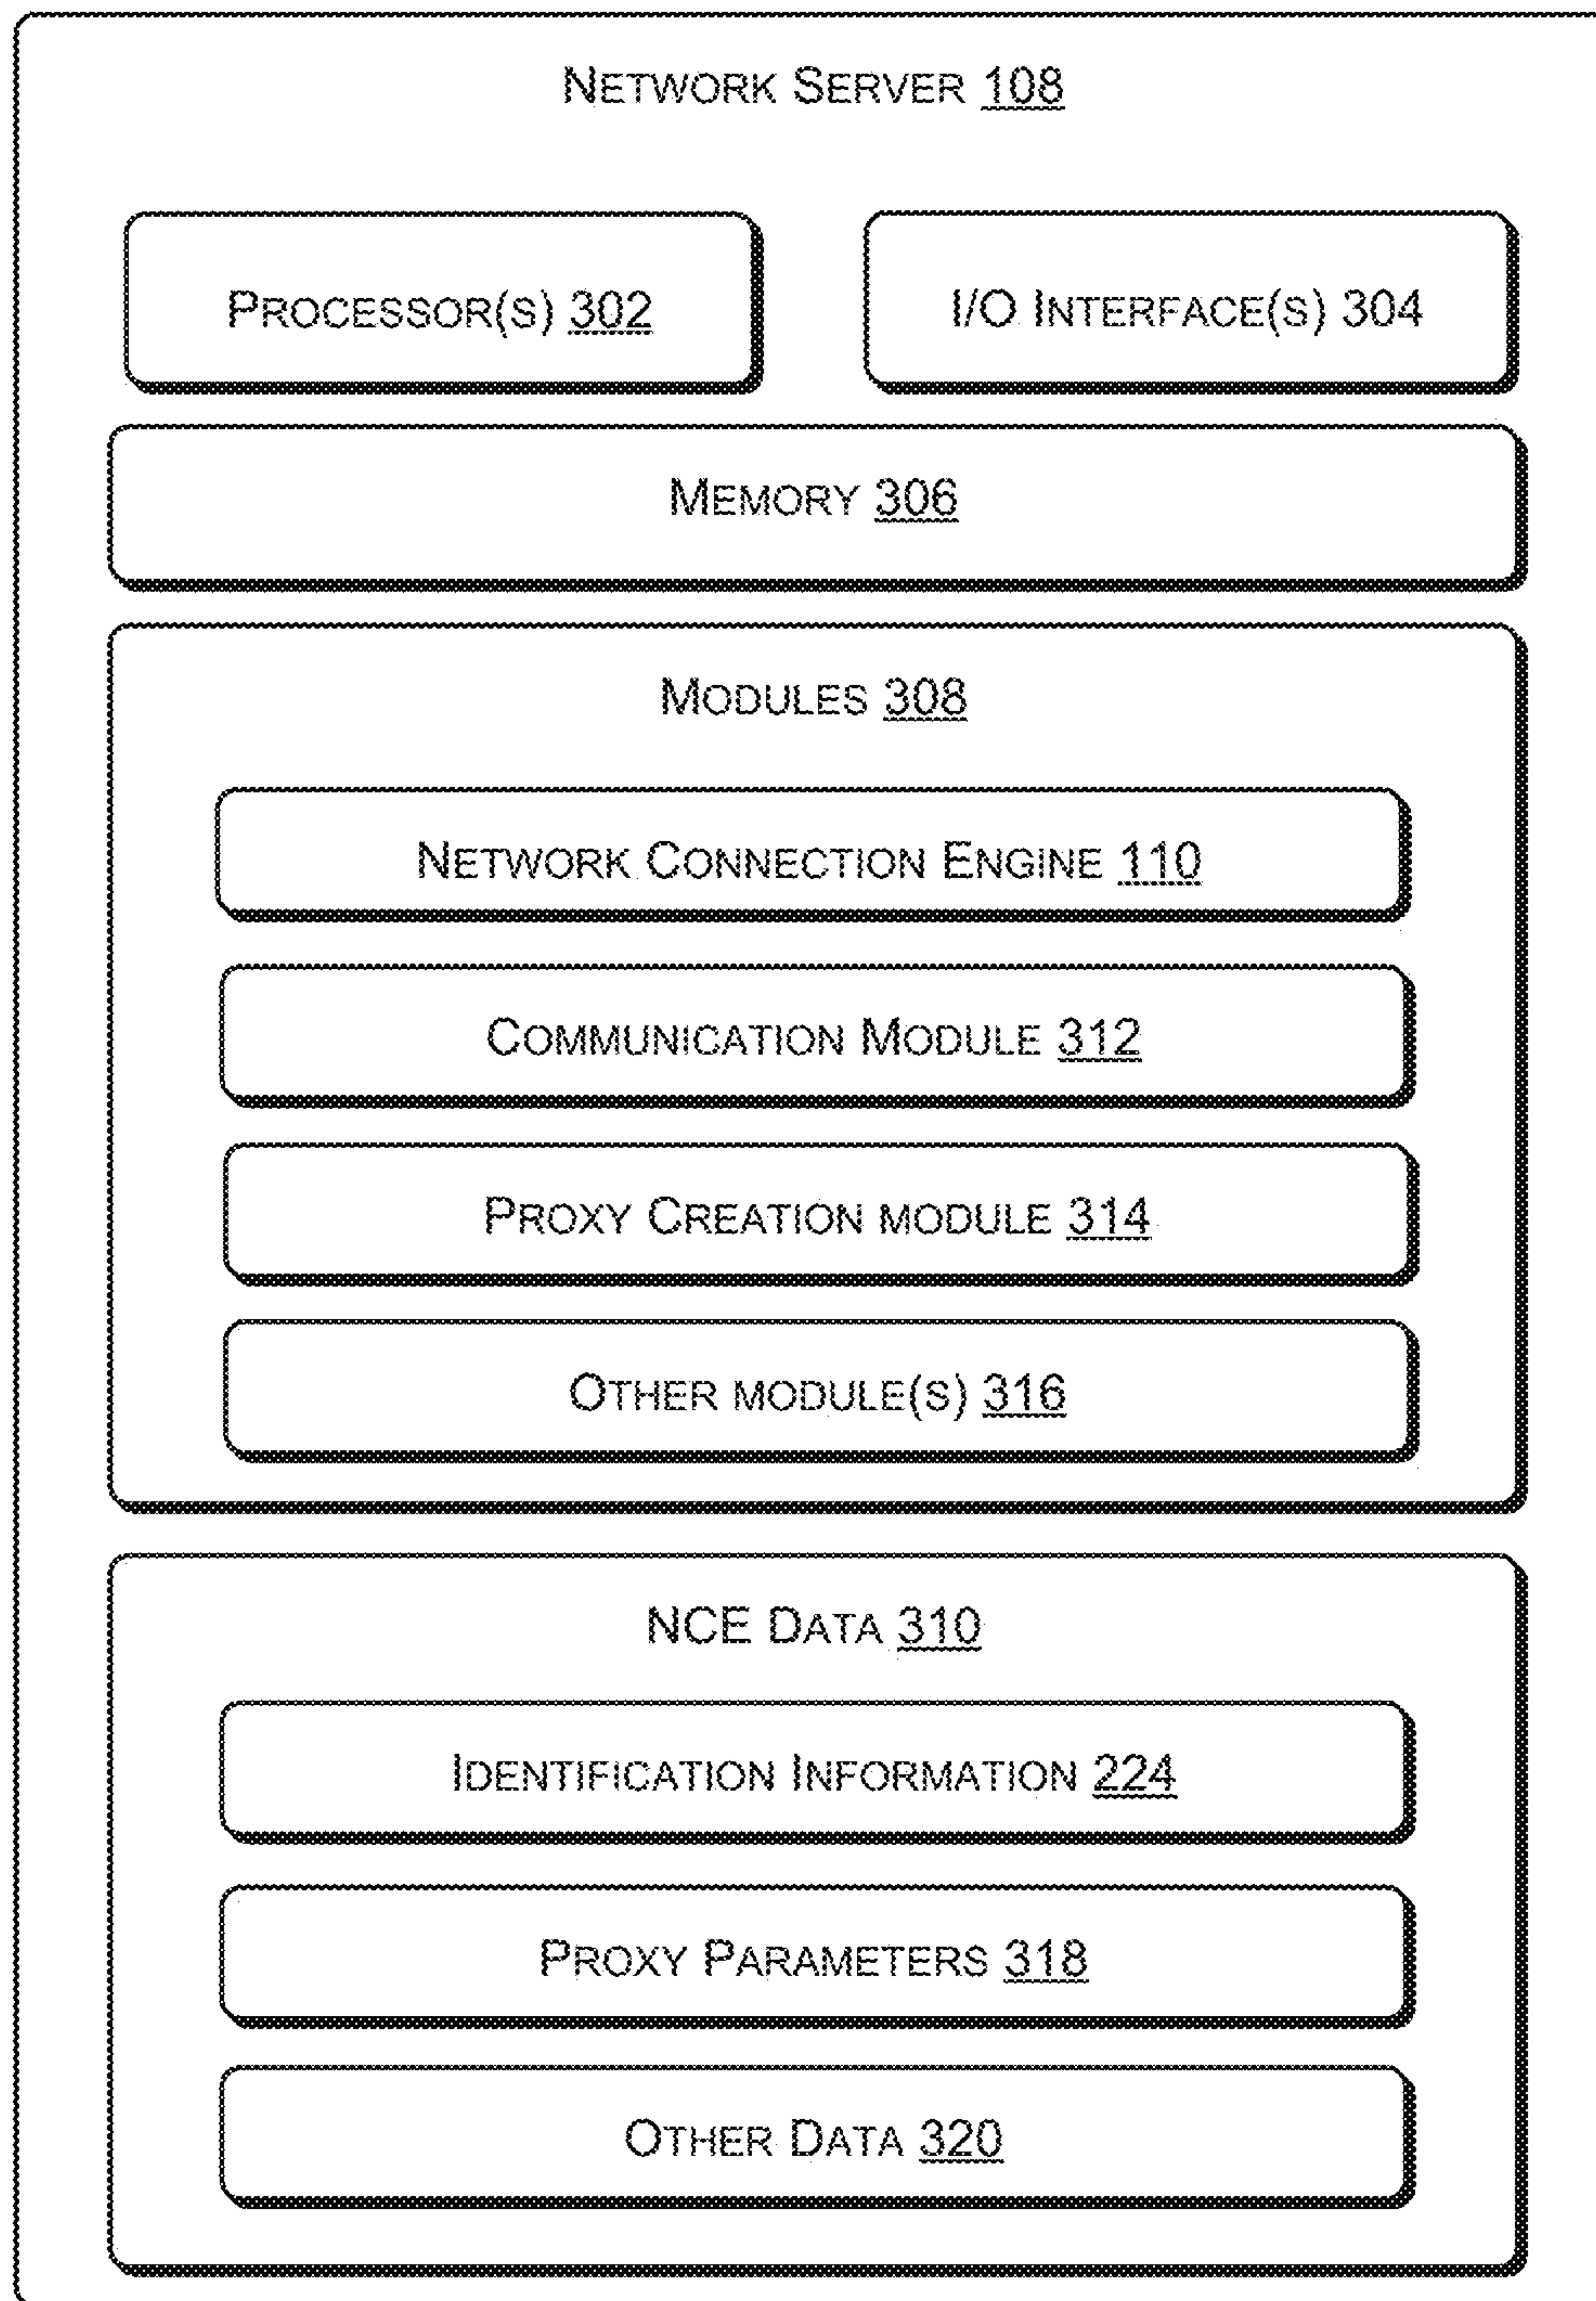 NETWORK SERVER 108
PROCESSOR(S) 302
I/O INTERFACE(S) 304
MEMORY 306
MODULES 308
NETWORK CONNECTION ENGINE 110
COMMUNICATION MODULE 312
PROXY CREATION MODULE 314
OTHER MODULE(S) 316
NCE DATA 310
IDENTIFICATION INFORMATION 224
PROXY PARAMETERS 318
OTHER DATA 320